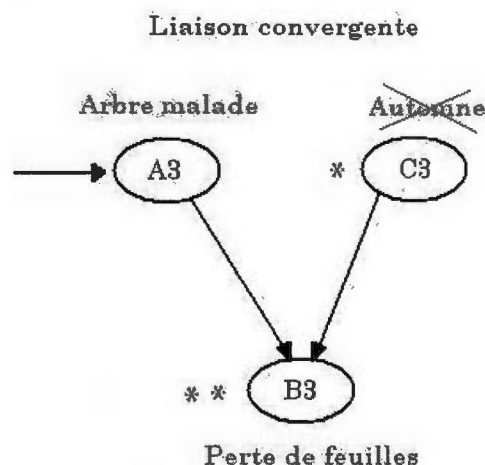 Liaison convergente
Arbre malade
Automne
A3
* C3
* * B3
Perte de feuilles